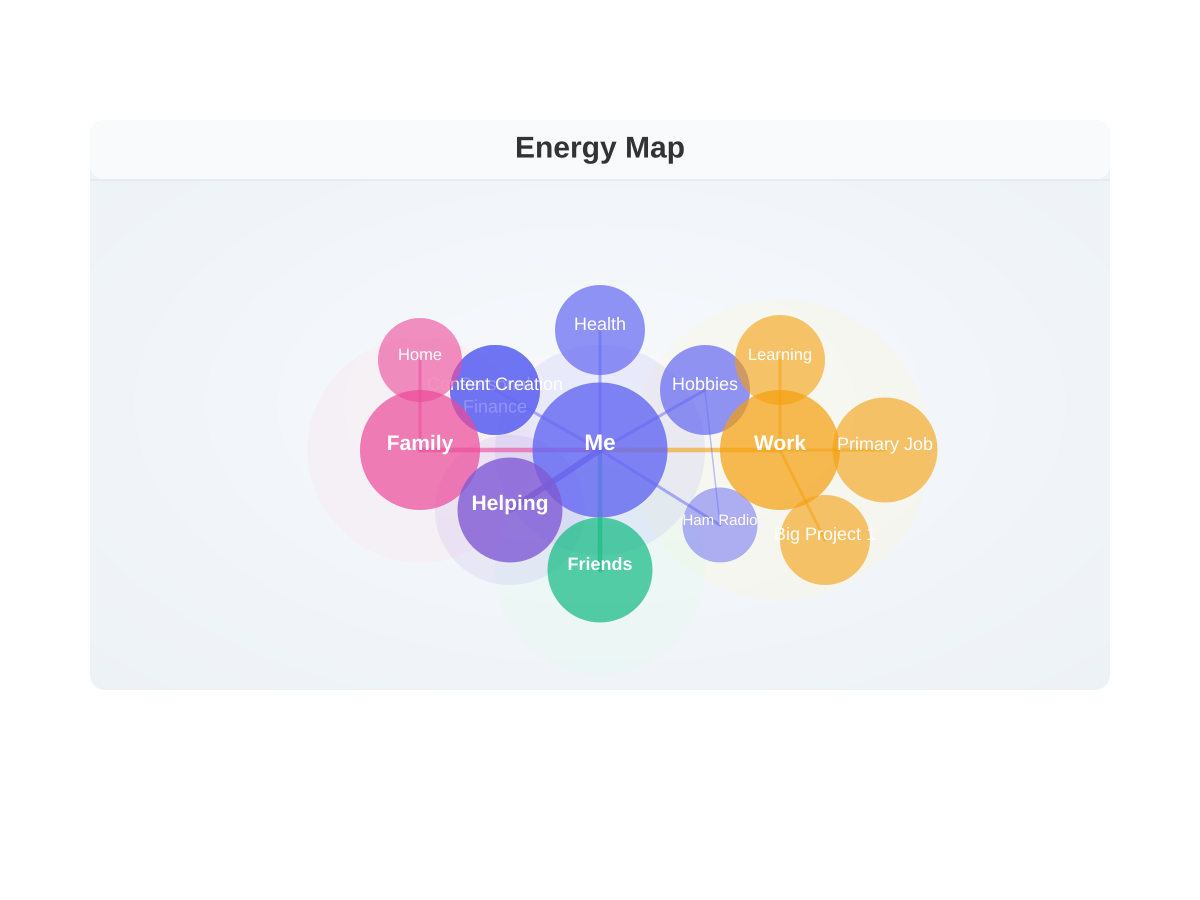 Energy Map
Health
Home
Learning
Content Creation
Hobbies
Finance
Family
Me
Work
Primary Job
Helping
Ham Radio
Big Project 1
Friends